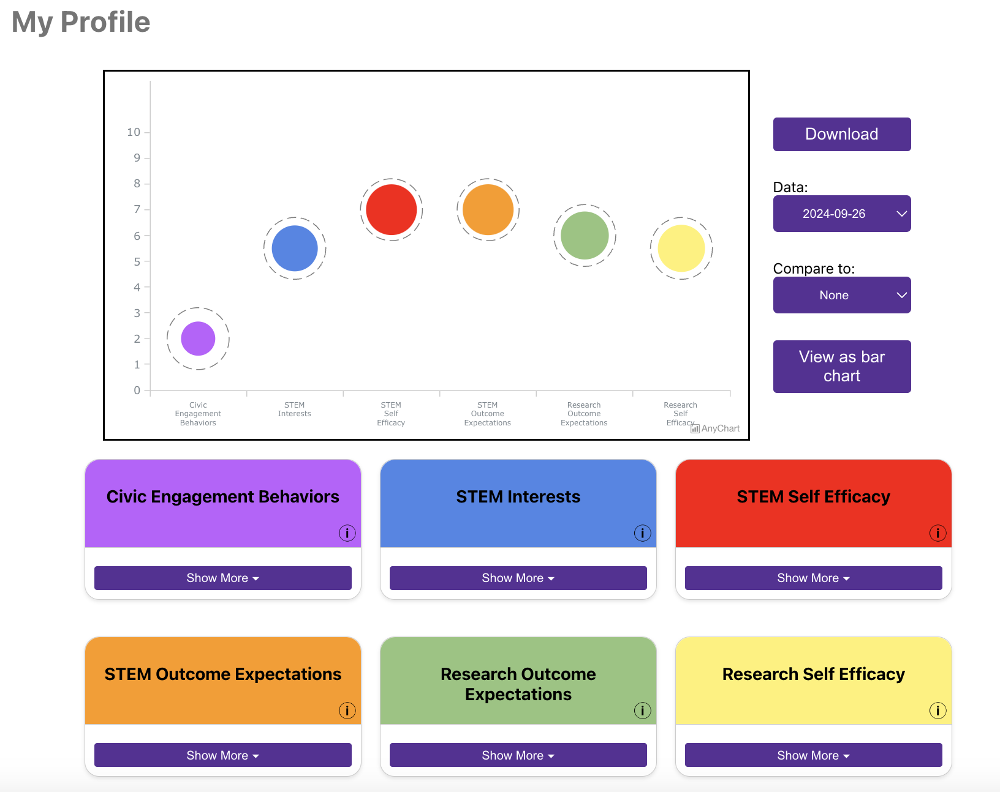 My Profile
10
9
8
7
6
5
4
3
2
1
0
Civic
Engagement
Behaviors
STEM
Interests
STEM
Self
Efficacy
STEM
Outcome
Expectations
Research
Outcome
Expectations
Research
Self
Efficacy
AnyChart
Download
Data:
2024-09-26
Compare to:
None
View as bar
chart
Civic Engagement Behaviors
i
Show More
STEM Interests
i
Show More
STEM Self Efficacy
i
Show More
STEM Outcome Expectations
i
Show More
Research Outcome
Expectations
i
Show More
Research Self Efficacy
i
Show More